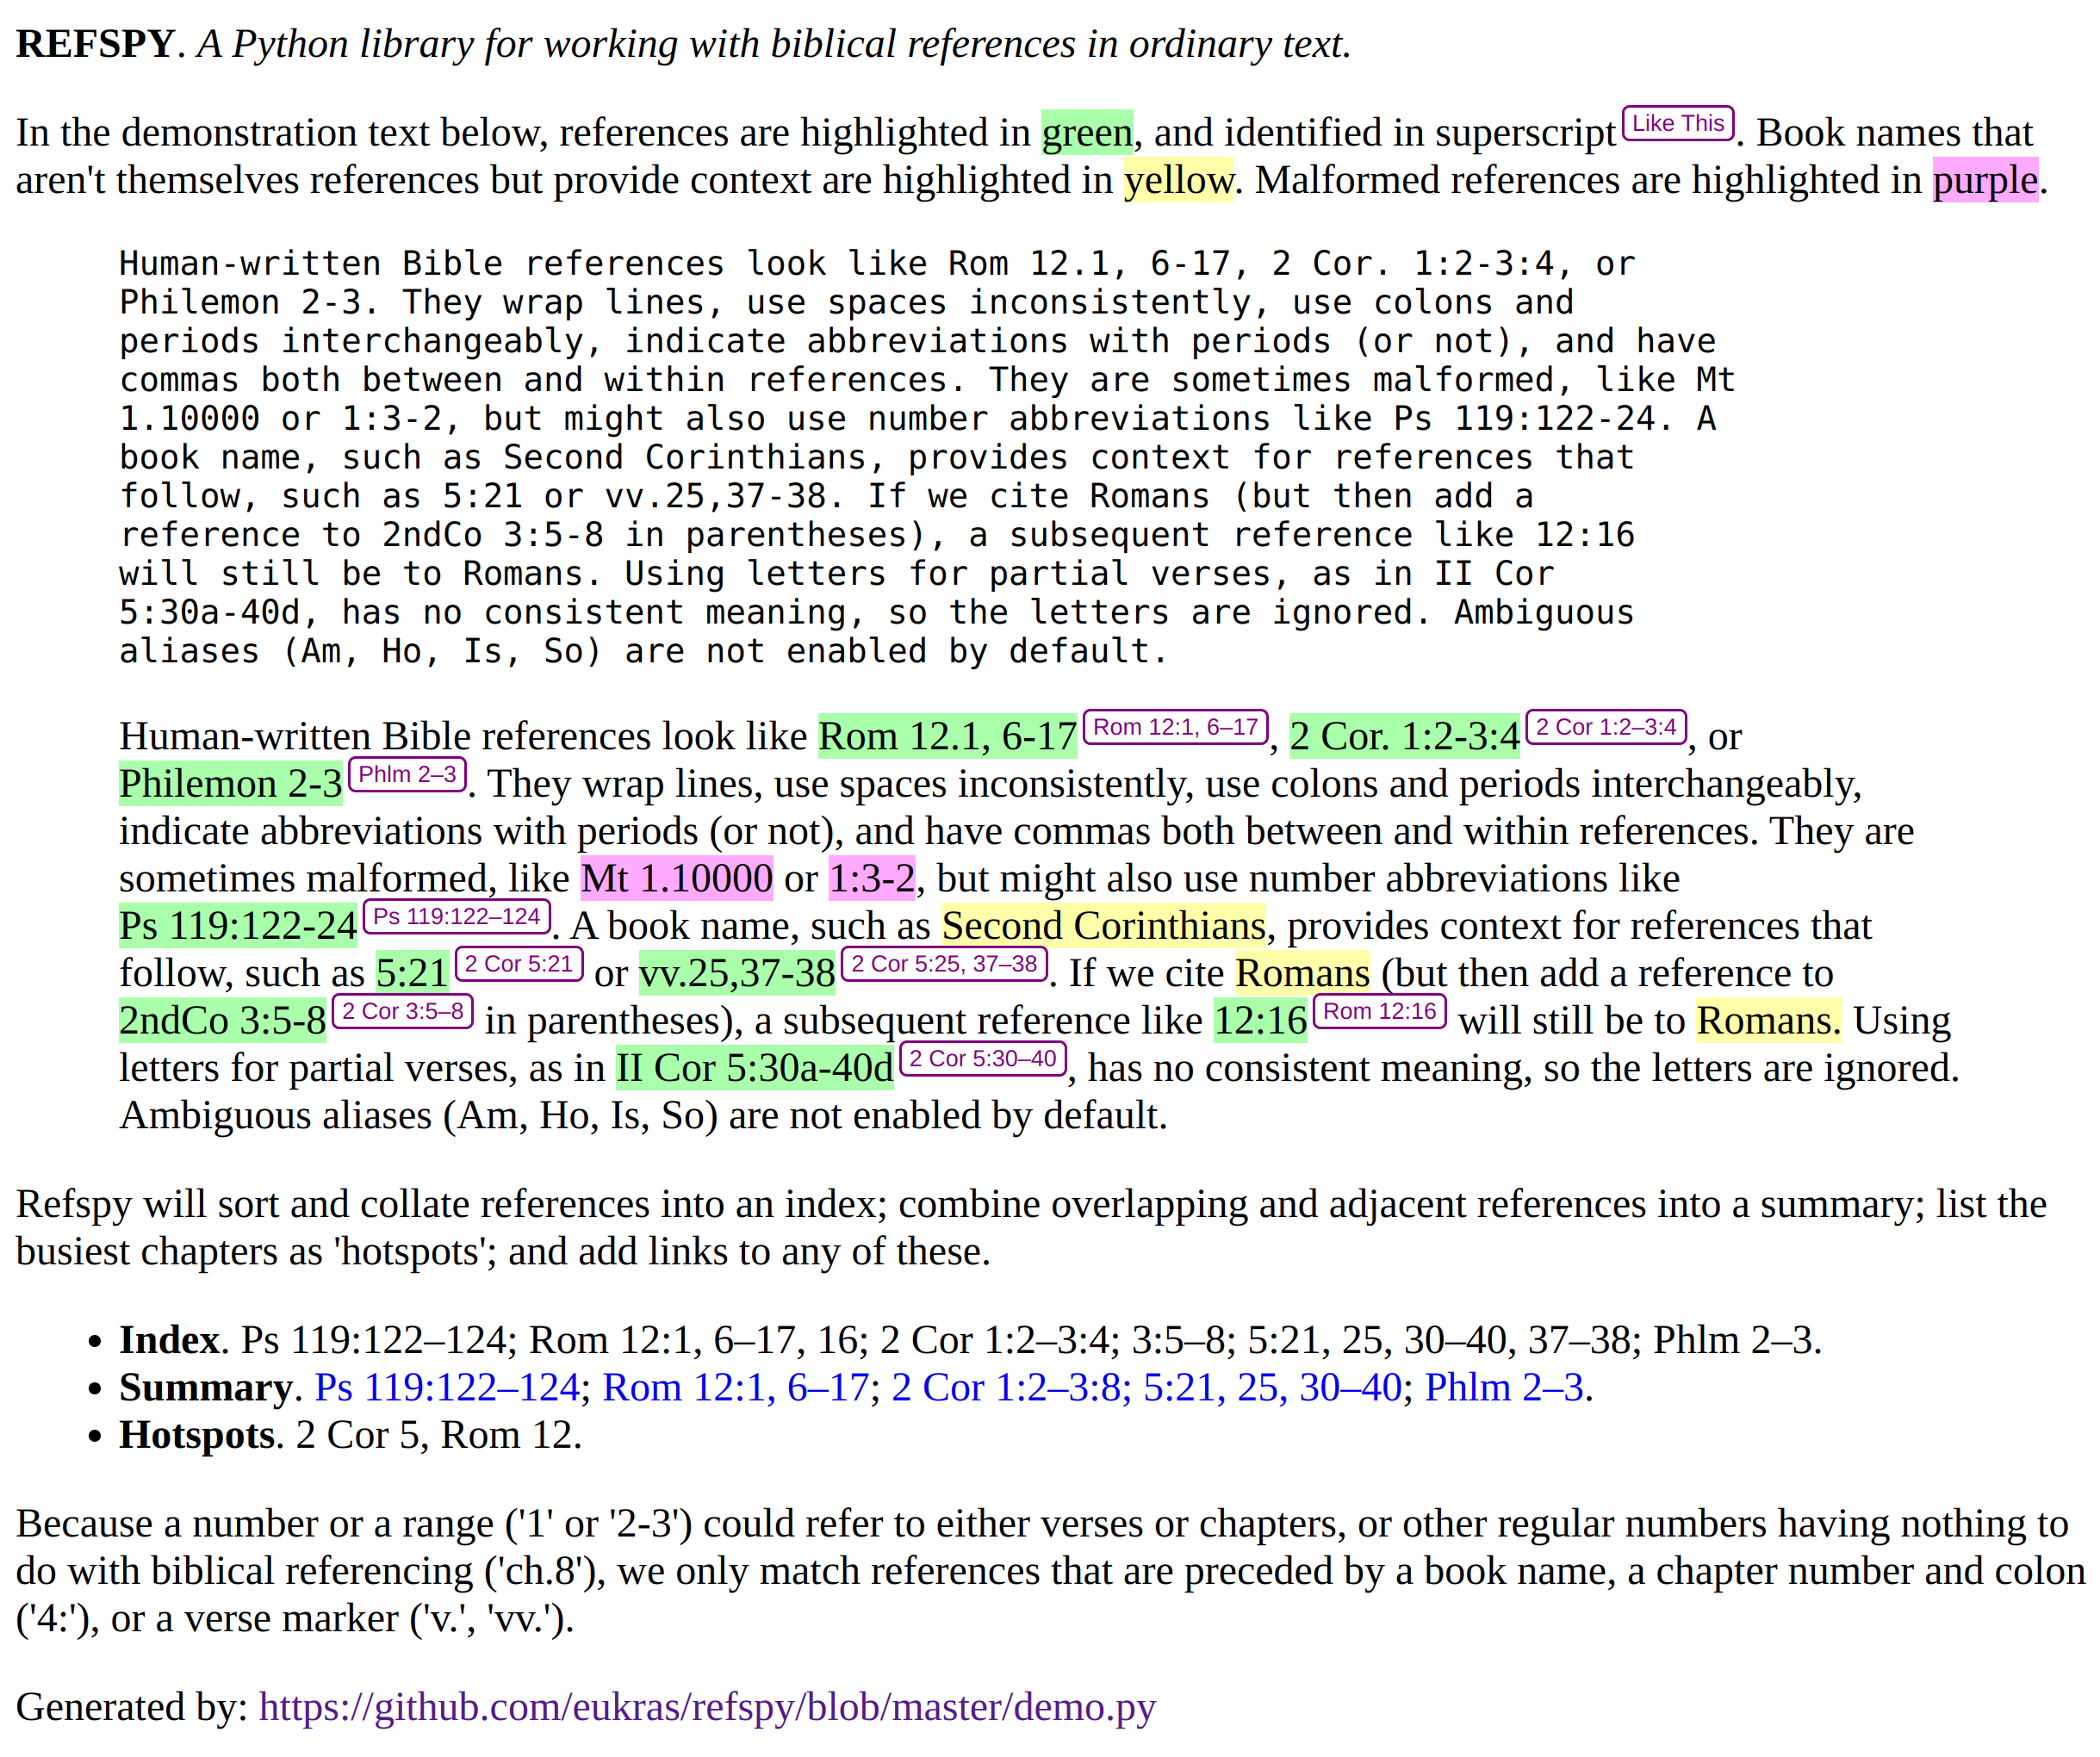 REFSPY. A Python library for working with biblical references in ordinary text.
In the demonstration text below, references are highlighted in green, and identified in superscript Like This. Book names that
aren't themselves references but provide context are highlighted in yellow. Malformed references are highlighted in purple.
Human-written Bible references look like Rom 12.1, 6-17, 2 Cor. 1:2-3:4, or
Philemon 2-3. They wrap lines, use spaces inconsistently, use colons and
periods interchangeably, indicate abbreviations with periods (or not), and have
commas both between and within references. They are sometimes malformed, like Mt
1.10000 or 1:3-2, but might also use number abbreviations like Ps 119:122-24. A
book name, such as Second Corinthians, provides context for references that
follow, such as 5:21 or vv.25,37-38. If we cite Romans (but then add a
reference to 2ndCo 3:5-8 in parentheses), a subsequent reference like 12:16
will still be to Romans. Using letters for partial verses, as in II Cor
5:30a-40d, has no consistent meaning, so the letters are ignored. Ambiguous
aliases (Am, Ho, Is, So) are not enabled by default.
Human-written Bible references look like Rom 12.1, 6-17 Rom 12:1, 6–17, 2 Cor. 1:2-3:4 2 Cor 1:2–3:4, or
Philemon 2-3 Phlm 2–3. They wrap lines, use spaces inconsistently, use colons and periods interchangeably,
indicate abbreviations with periods (or not), and have commas both between and within references. They are
sometimes malformed, like Mt 1.10000 or 1:3-2, but might also use number abbreviations like
Ps 119:122-24 Ps 119:122–124. A book name, such as Second Corinthians, provides context for references that
follow, such as 5:21 2 Cor 5:21 or vv.25,37-38 2 Cor 5:25, 37–38. If we cite Romans (but then add a reference to
2ndCo 3:5-8 2 Cor 3:5–8 in parentheses), a subsequent reference like 12:16 Rom 12:16 will still be to Romans. Using
letters for partial verses, as in II Cor 5:30a-40d 2 Cor 5:30–40, has no consistent meaning, so the letters are ignored.
Ambiguous aliases (Am, Ho, Is, So) are not enabled by default.
Refspy will sort and collate references into an index; combine overlapping and adjacent references into a summary; list the
busiest chapters as 'hotspots'; and add links to any of these.
• Index. Ps 119:122–124; Rom 12:1, 6–17, 16; 2 Cor 1:2–3:4; 3:5–8; 5:21, 25, 30–40, 37–38; Phlm 2–3.
• Summary. Ps 119:122–124; Rom 12:1, 6–17; 2 Cor 1:2–3:8; 5:21, 25, 30–40; Phlm 2–3.
• Hotspots. 2 Cor 5, Rom 12.
Because a number or a range ('1' or '2-3') could refer to either verses or chapters, or other regular numbers having nothing to
do with biblical referencing ('ch.8'), we only match references that are preceded by a book name, a chapter number and colon
('4:'), or a verse marker ('v.', 'vv.').
Generated by: https://github.com/eukras/refspy/blob/master/demo.py